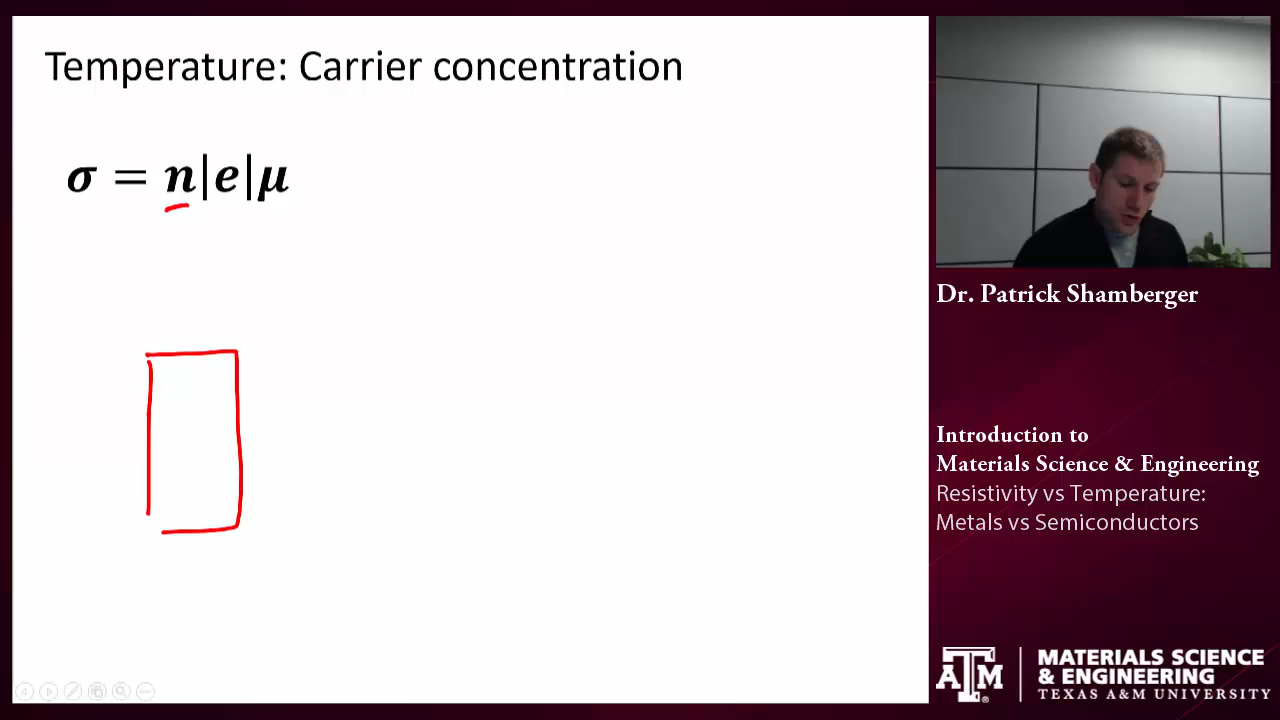 Temperature: Carrier concentration
σ = n|e|μ
Dr. Patrick Shamberger
Introduction to
Materials Science & Engineering
Resistivity vs Temperature:
Metals vs Semiconductors
ATM
MATERIALS SCIENCE
& ENGINEERING
TEXAS A&M UNIVERSITY